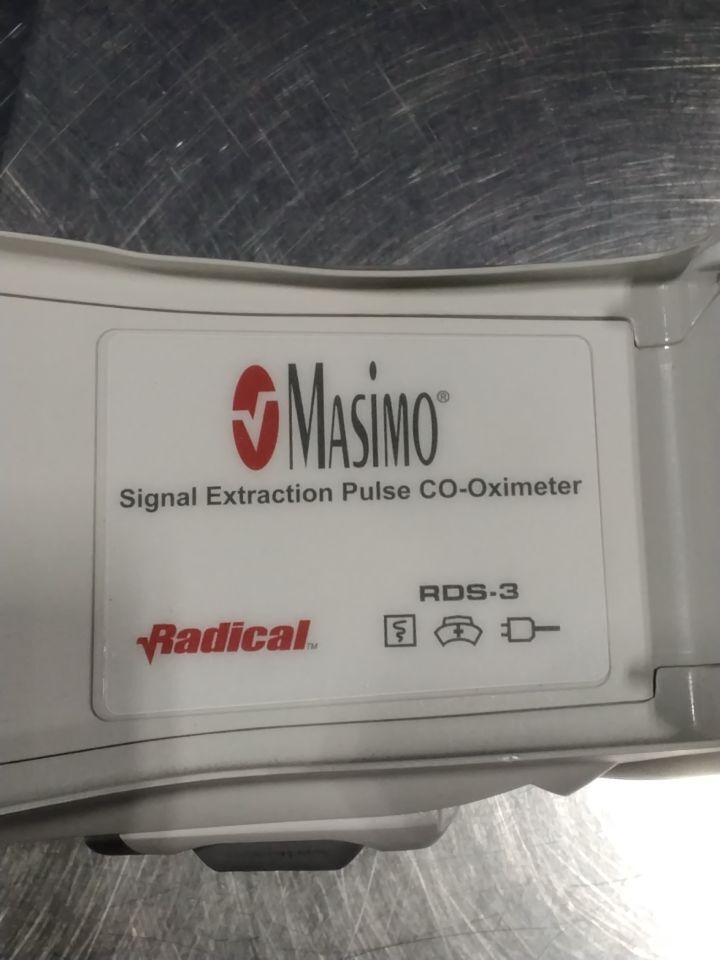 MASIMO®
Signal Extraction Pulse CO-Oximeter
RDS-3
Radical™